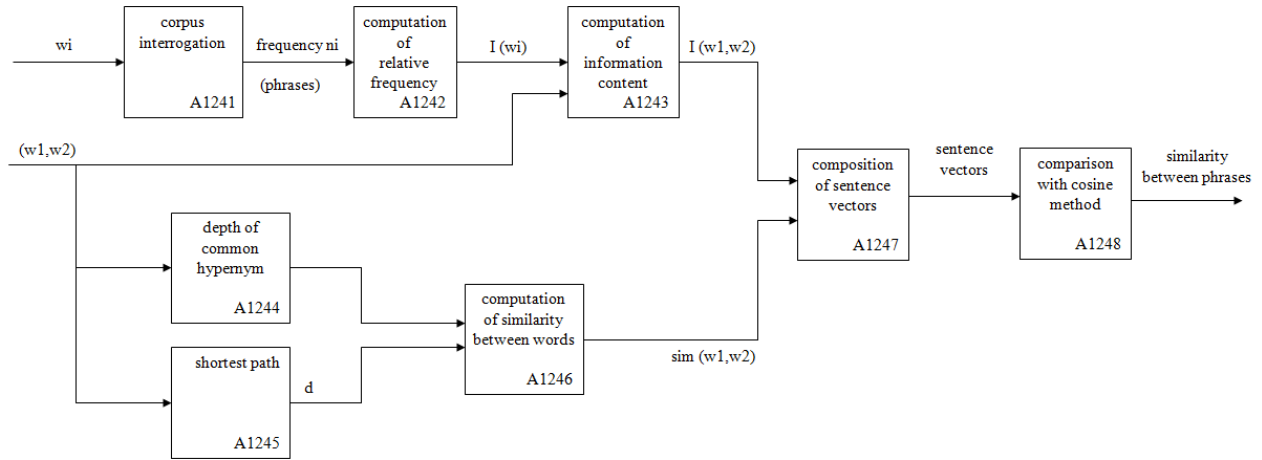 wi
corpus
interrogation
A1241
frequency ni
(phrases)
computation
of
relative
frequency
A1242
I (wi)
computation
of
information
content
A1243
I (w1,w2)
(w1,w2)
depth of
common
hypernym
A1244
shortest path
A1245
d
computation
of similarity
between words
A1246
sim (w1,w2)
composition
of sentence
vectors
A1247
sentence
vectors
comparison
with cosine
method
A1248
similarity
between phrases